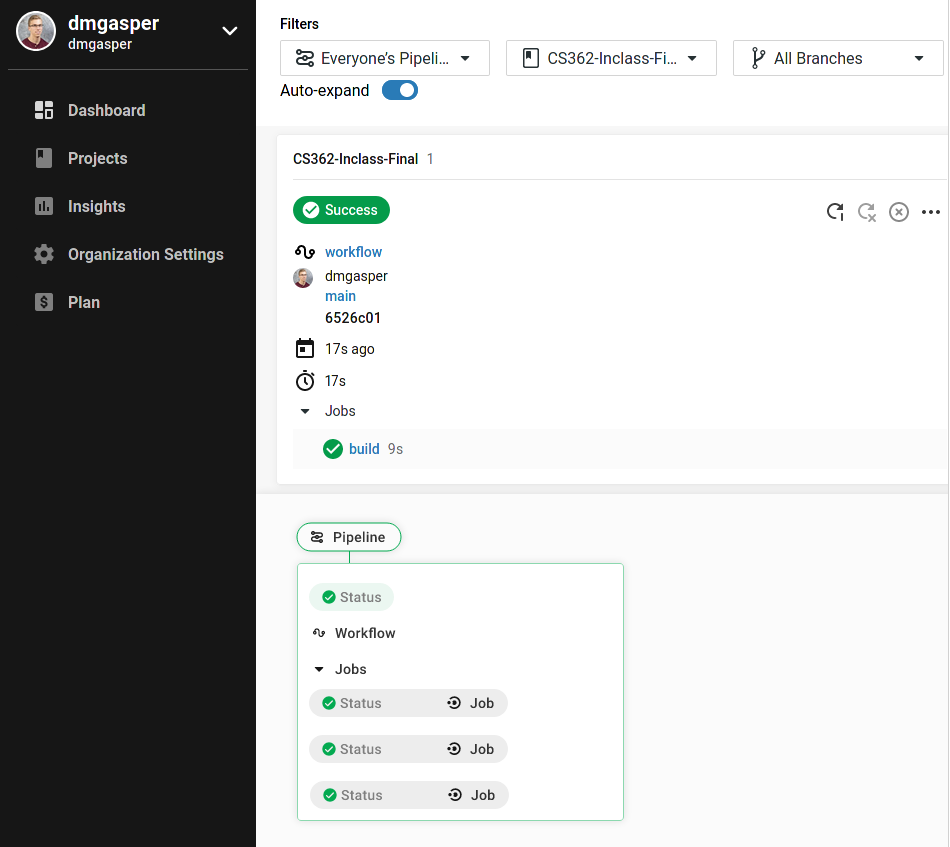 dmgasper
dmgasper
Dashboard
Projects
Insights
Organization Settings
Plan
Filters
Everyone’s Pipeli...
CS362-Inclass-Fi...
All Branches
Auto-expand
CS362-Inclass-Final 1
Success
workflow
dmgasper
main
6526c01
17s ago
17s
Jobs
build 9s
Pipeline
Status
Workflow
Jobs
Status Job
Status Job
Status Job